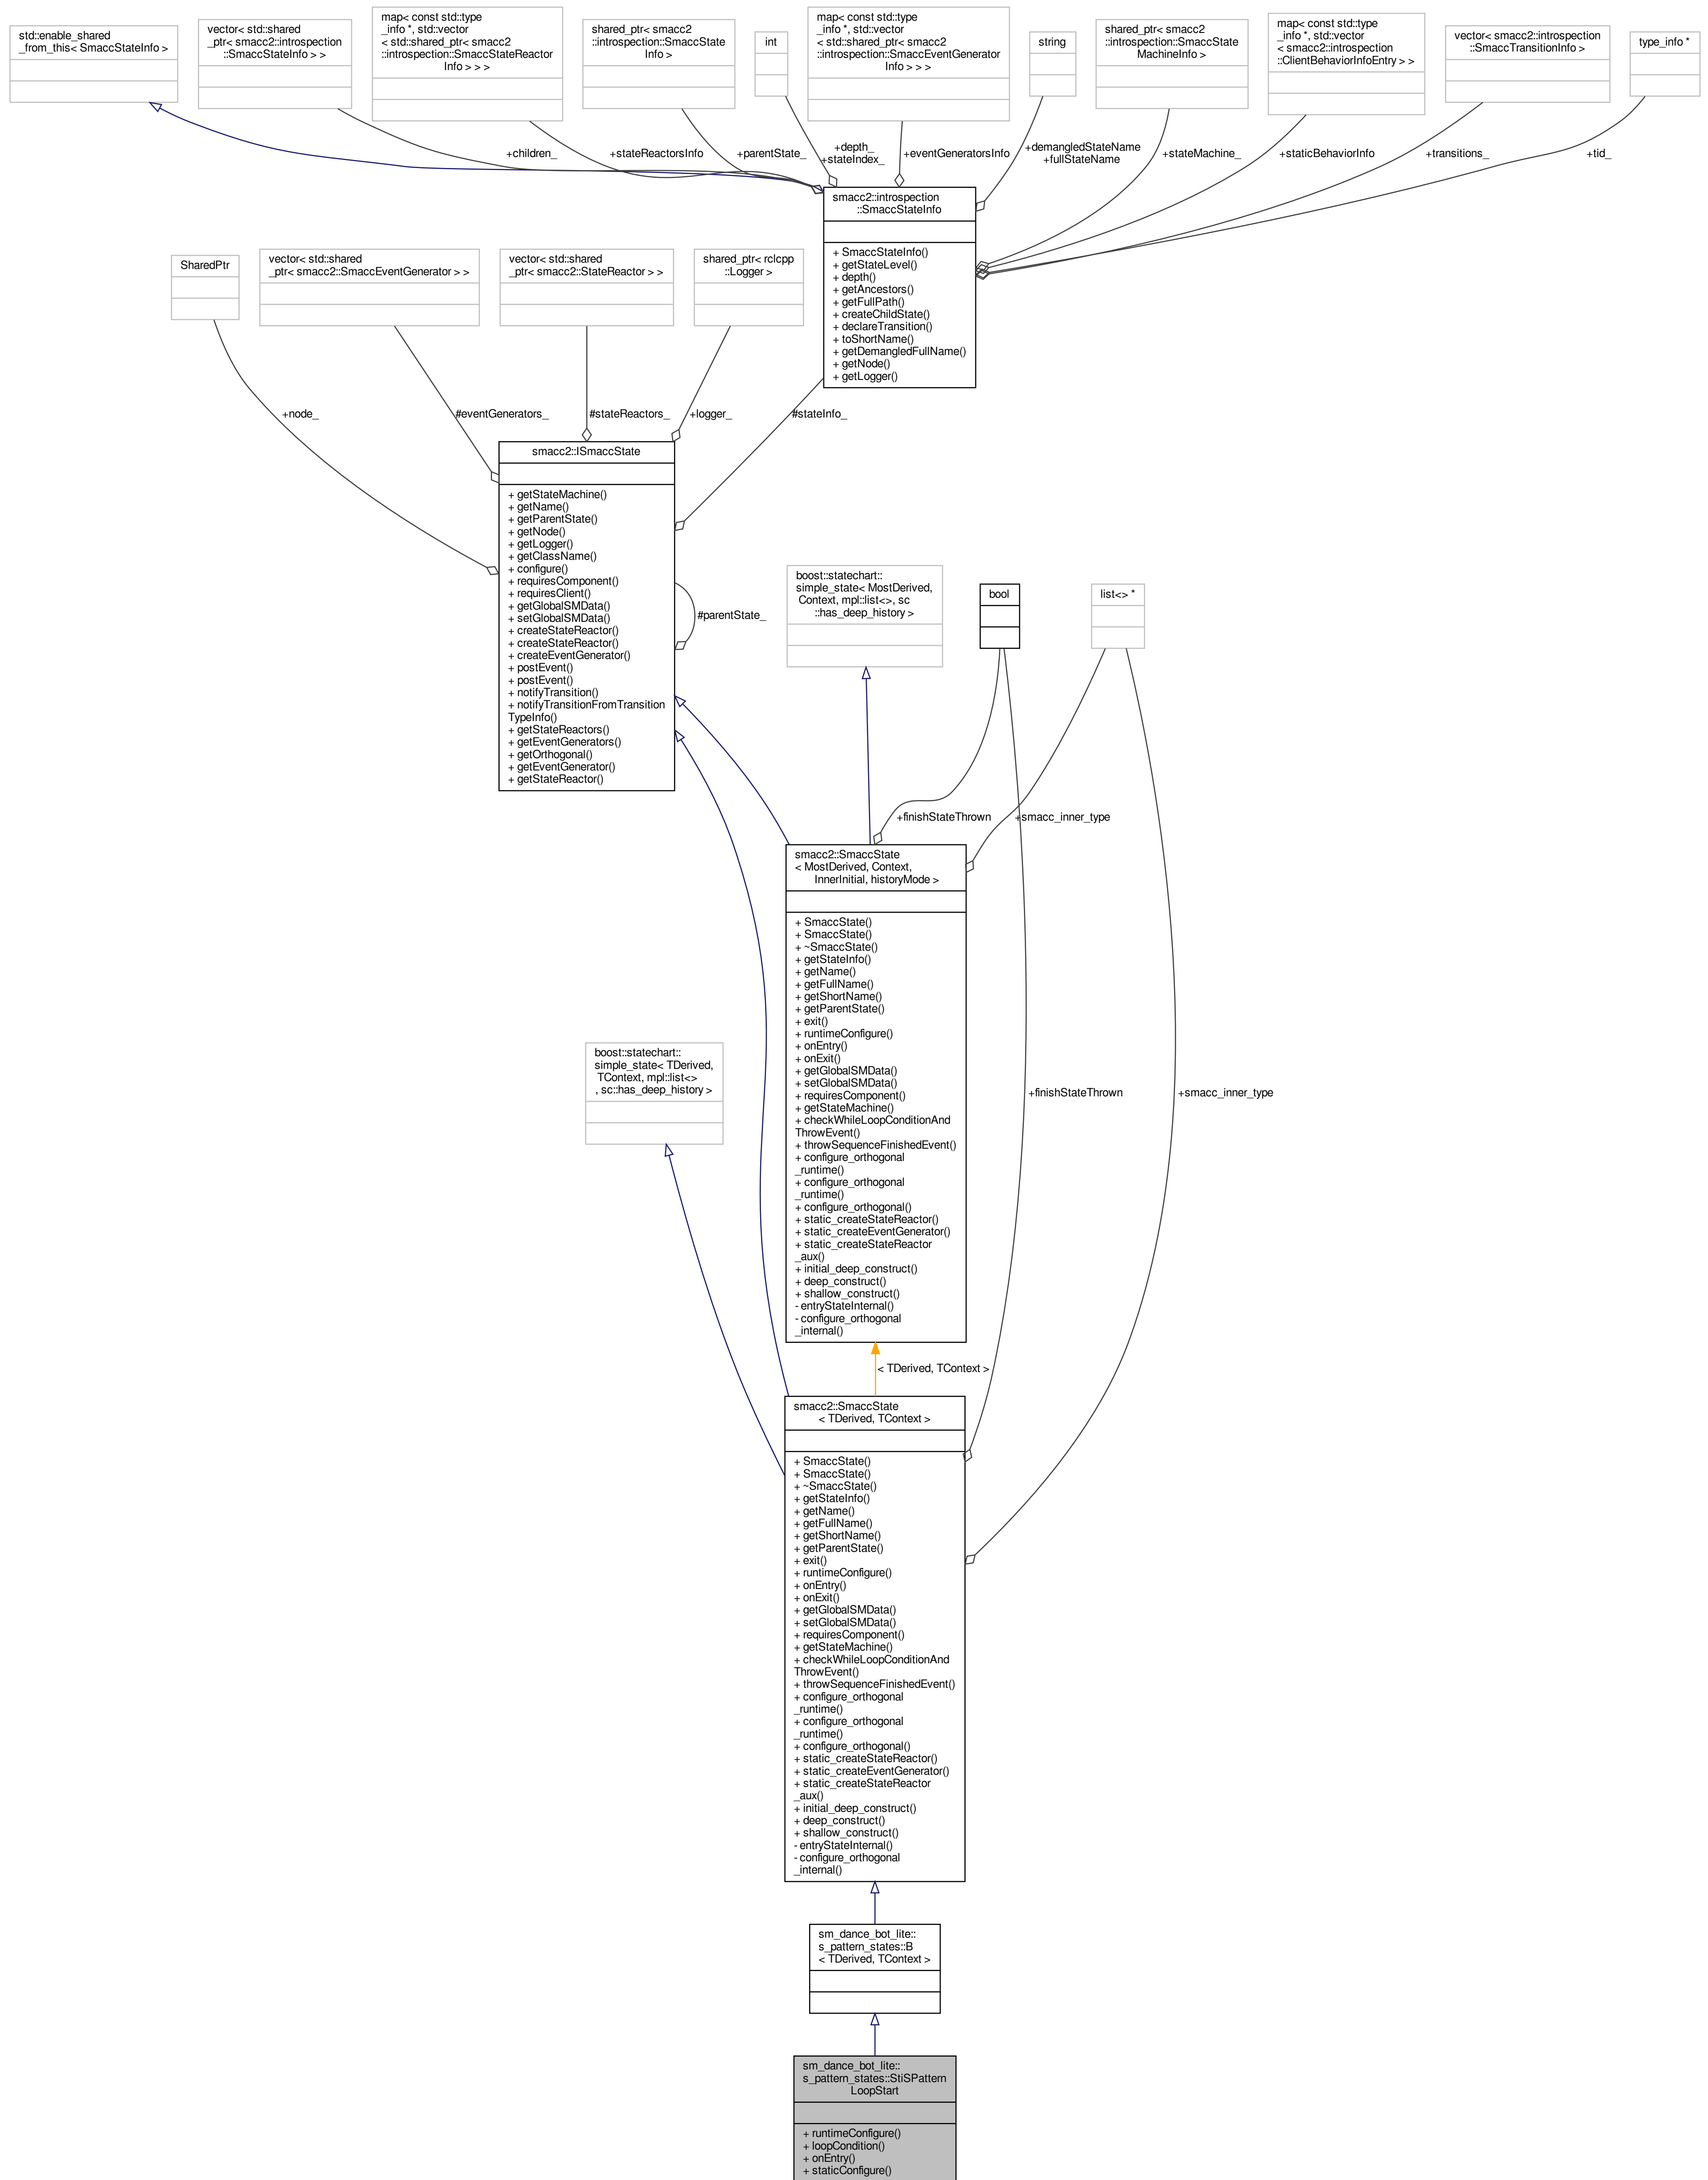 std::enable_shared
_from_this< SmaccStateInfo >
vector< std::shared
_ptr< smacc2::introspection
::SmaccStateInfo > >
map< const std::type
_info *, std::vector
< std::shared_ptr< smacc2
::introspection::SmaccStateReactor
Info > > >
shared_ptr< smacc2
::introspection::SmaccState
Info >
int
map< const std::type
_info *, std::vector
< std::shared_ptr< smacc2
::introspection::SmaccEventGenerator
Info > > >
string
shared_ptr< smacc2
::introspection::SmaccState
MachineInfo >
map< const std::type
_info *, std::vector
< smacc2::introspection
::ClientBehaviorInfoEntry > >
vector< smacc2::introspection
::SmaccTransitionInfo >
type_info *
+children_
+stateReactorsInfo
+parentState_
+depth_
+stateIndex_
+eventGeneratorsInfo
+demangledStateName
+fullStateName
+stateMachine_
+staticBehaviorInfo
+transitions_
+tid_
smacc2::introspection
::SmaccStateInfo
+ SmaccStateInfo()
+ getStateLevel()
+ depth()
+ getAncestors()
+ getFullPath()
+ createChildState()
+ declareTransition()
+ toShortName()
+ getDemangledFullName()
+ getNode()
+ getLogger()
SharedPtr
vector< std::shared
_ptr< smacc2::SmaccEventGenerator > >
vector< std::shared
_ptr< smacc2::StateReactor > >
shared_ptr< rclcpp
::Logger >
+node_
#eventGenerators_
#stateReactors_
+logger_
#stateInfo_
smacc2::ISmaccState
+ getStateMachine()
+ getName()
+ getParentState()
+ getNode()
+ getLogger()
+ getClassName()
+ configure()
+ requiresComponent()
+ requiresClient()
+ getGlobalSMData()
+ setGlobalSMData()
+ createStateReactor()
+ createStateReactor()
+ createEventGenerator()
+ postEvent()
+ postEvent()
+ notifyTransition()
+ notifyTransitionFromTransition
TypeInfo()
+ getStateReactors()
+ getEventGenerators()
+ getOrthogonal()
+ getEventGenerator()
+ getStateReactor()
#parentState_
boost::statechart::
simple_state< MostDerived,
Context, mpl::list<>, sc
::has_deep_history >
bool
list<> *
+finishStateThrown
+smacc_inner_type
smacc2::SmaccState
< MostDerived, Context,
InnerInitial, historyMode >
+ SmaccState()
+ SmaccState()
+ ~SmaccState()
+ getStateInfo()
+ getName()
+ getFullName()
+ getShortName()
+ getParentState()
+ exit()
+ runtimeConfigure()
+ onEntry()
+ onExit()
+ getGlobalSMData()
+ setGlobalSMData()
+ requiresComponent()
+ getStateMachine()
+ checkWhileLoopConditionAnd
ThrowEvent()
+ throwSequenceFinishedEvent()
+ configure_orthogonal
_runtime()
+ configure_orthogonal
_runtime()
+ configure_orthogonal()
+ static_createStateReactor()
+ static_createEventGenerator()
+ static_createStateReactor
_aux()
+ initial_deep_construct()
+ deep_construct()
+ shallow_construct()
- entryStateInternal()
- configure_orthogonal
_internal()
boost::statechart::
simple_state< TDerived,
TContext, mpl::list<>
, sc::has_deep_history >
+finishStateThrown
+smacc_inner_type
< TDerived, TContext >
smacc2::SmaccState
< TDerived, TContext >
+ SmaccState()
+ SmaccState()
+ ~SmaccState()
+ getStateInfo()
+ getName()
+ getFullName()
+ getShortName()
+ getParentState()
+ exit()
+ runtimeConfigure()
+ onEntry()
+ onExit()
+ getGlobalSMData()
+ setGlobalSMData()
+ requiresComponent()
+ getStateMachine()
+ checkWhileLoopConditionAnd
ThrowEvent()
+ throwSequenceFinishedEvent()
+ configure_orthogonal
_runtime()
+ configure_orthogonal
_runtime()
+ configure_orthogonal()
+ static_createStateReactor()
+ static_createEventGenerator()
+ static_createStateReactor
_aux()
+ initial_deep_construct()
+ deep_construct()
+ shallow_construct()
- entryStateInternal()
- configure_orthogonal
_internal()
sm_dance_bot_lite::
s_pattern_states::B
< TDerived, TContext >
sm_dance_bot_lite::
s_pattern_states::StiSPattern
LoopStart
+ runtimeConfigure()
+ loopCondition()
+ onEntry()
+ staticConfigure()